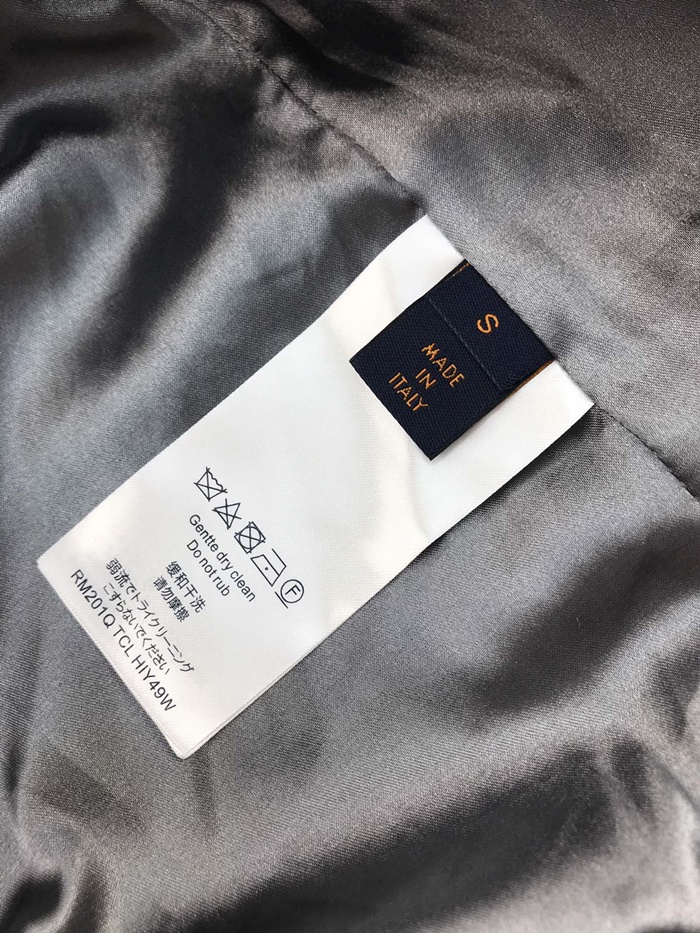 S
MADE
IN
ITALY
F
Gentte dry clean
Do not rub
缓和干洗
请勿摩擦
弱流でトライクリーニング
こすらないでください
RM201Q TCL HIY49W